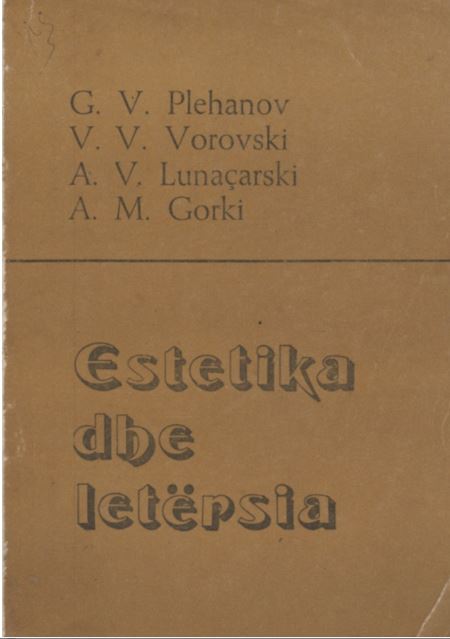 G. V. Plehanov
V. V. Vorovski
A. V. Lunaçarski
A. M. Gorki
Estetika
dhe
letërsia